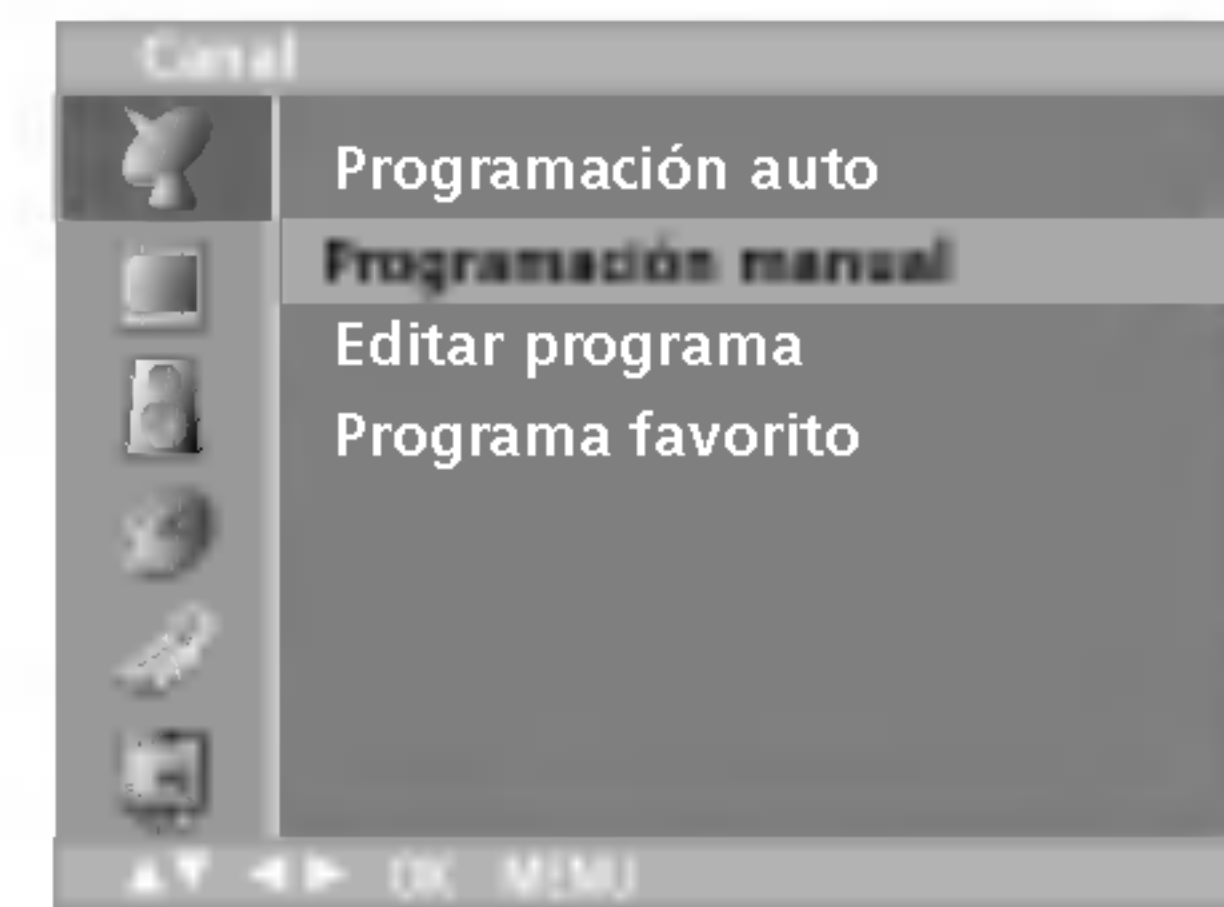 Canal
Programación auto
Programación manual
Editar programa
Programa favorito
▲▼ ◄► OK MENU